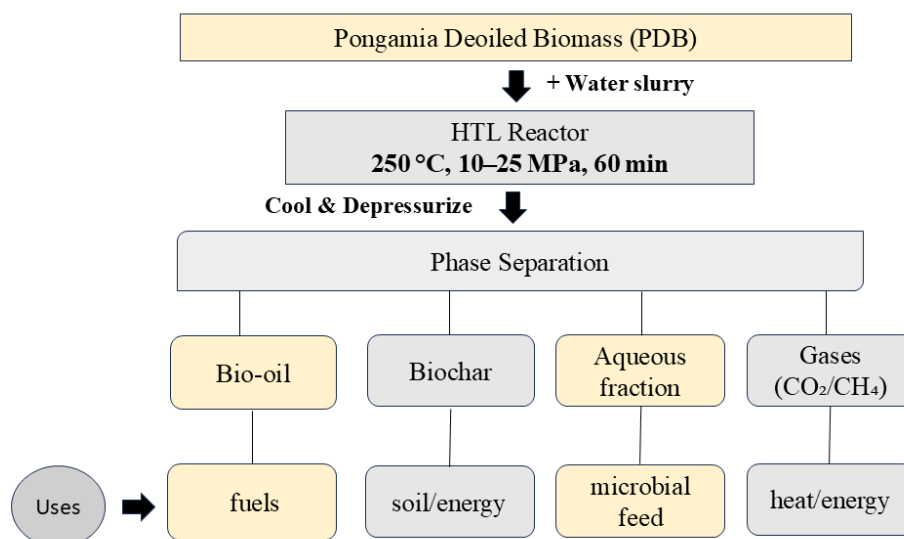 Pongamia Deoiled Biomass (PDB)
+ Water slurry
HTL Reactor
250 °C, 10–25 MPa, 60 min
Cool & Depressurize
Phase Separation
Bio-oil
Biochar
Aqueous
fraction
Gases
(CO₂/CH₄)
Uses
fuels
soil/energy
microbial
feed
heat/energy